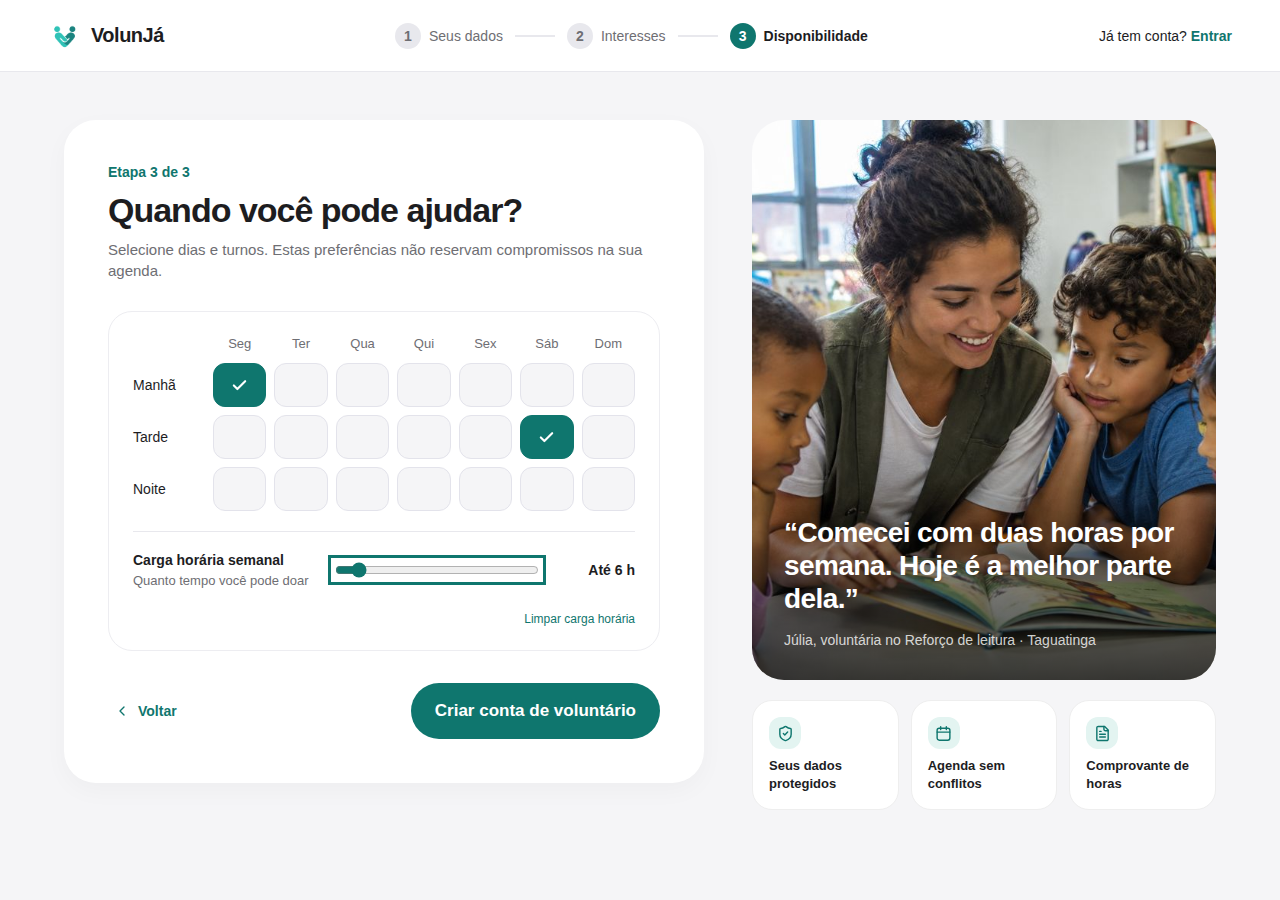 VolunJá
1 Seus dados
2 Interesses
3 Disponibilidade
Já tem conta? Entrar
Etapa 3 de 3
Quando você pode ajudar?
Selecione dias e turnos. Estas preferências não reservam compromissos na sua
agenda.
Seg Ter Qua Qui Sex Sáb Dom
Manhã
Tarde
Noite
Carga horária semanal
Quanto tempo você pode doar
Até 6 h
Limpar carga horária
Voltar
Criar conta de voluntário
“Comecei com duas horas por
semana. Hoje é a melhor parte
dela.”
Júlia, voluntária no Reforço de leitura · Taguatinga
Seus dados
protegidos
Agenda sem
conflitos
Comprovante de
horas